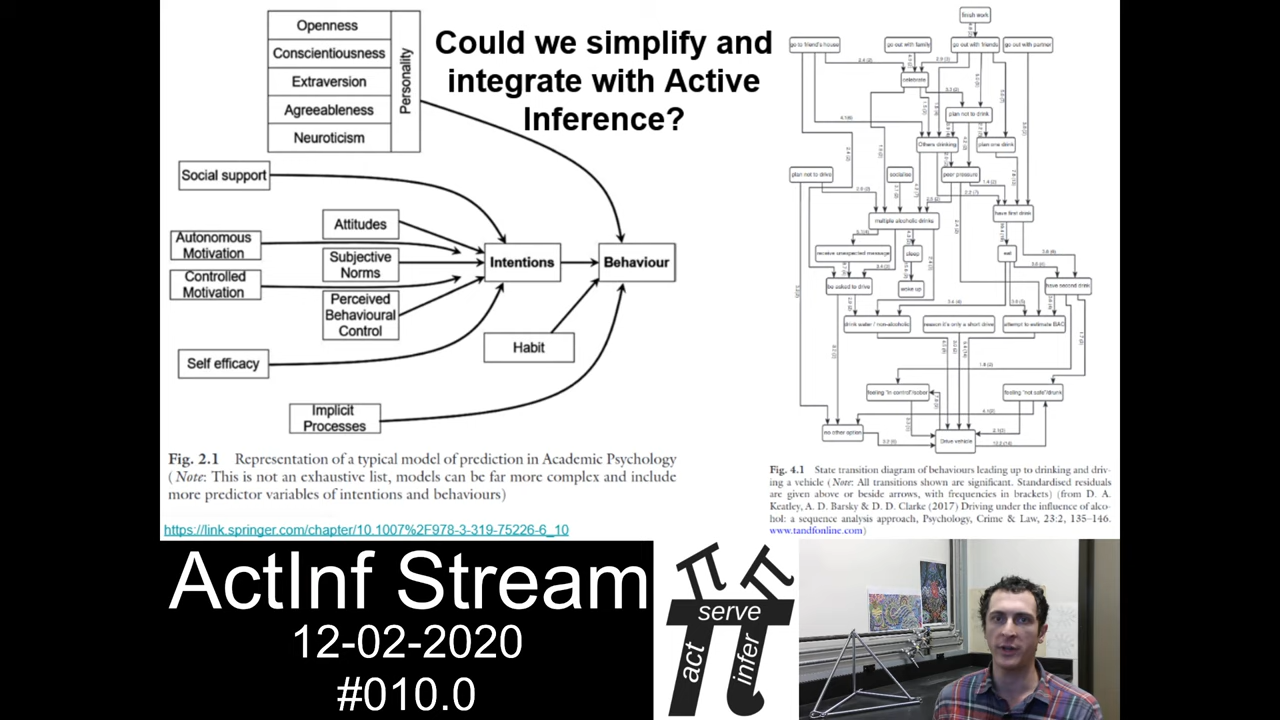 Openness
Conscientiousness
Extraversion
Agreeableness
Neuroticism
Personality
Could we simplify and
integrate with Active
Inference?
Social support
Attitudes
Autonomous
Motivation
Subjective
Norms
Controlled
Motivation
Perceived
Behavioural
Control
Intentions
Behaviour
Self efficacy
Habit
Implicit
Processes
Fig. 2.1 Representation of a typical model of prediction in Academic Psychology
(Note: This is not an exhaustive list, models can be far more complex and include
more predictor variables of intentions and behaviours)
https://link.springer.com/chapter/10.1007%2F978-3-319-75226-6_10
finish work
go to friend's house
go out with family
go out with friends
go out with partner
celebrate
plan not to drink
Others drinking
plan one drink
plan not to drive
socialise
peer pressure
multiple alcoholic drinks
have first drink
receive unexpected message
sleep
eat
be asked to drive
woke up
have second drink
drink water / non-alcoholic
reason it's only a short drive
attempt to estimate BAC
feeling "in control"/sober
feeling "not safe"/drunk
no other option
Drive vehicle
Fig. 4.1 State transition diagram of behaviours leading up to drinking and driv-
ing a vehicle (Note: All transitions shown are significant. Standardised residuals
are given above or beside arrows, with frequencies in brackets) (from D. A.
Keatley, A. D. Barsky & D. D. Clarke (2017) Driving under the influence of alco-
hol: a sequence analysis approach, Psychology, Crime & Law, 23:2, 135–146.
www.tandfonline.com)
ActInf Stream
12-02-2020
#010.0
serve
act
infer